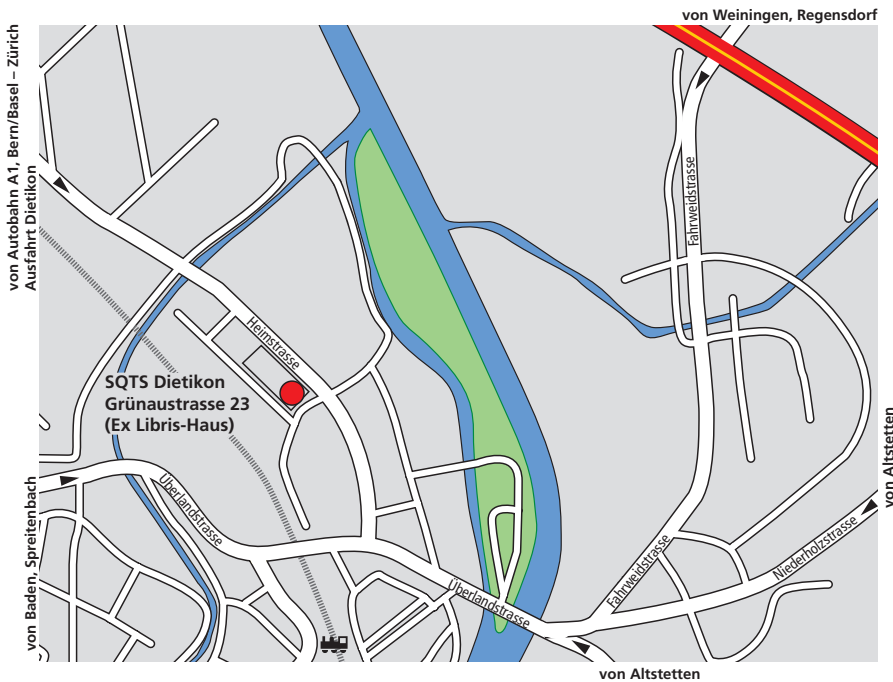 von Weiningen, Regensdorf
von Autobahn A1, Bern/Basel – Zürich
Ausfahrt Dietikon
Fahrweidstrasse
Heimstrasse
SQTS Dietikon
Grünaustrasse 23
(Ex Libris-Haus)
von Altstetten
von Baden, Spreitenbach
Überlandstrasse
Niederholzstrasse
Fahrweidstrasse
Überlandstrasse
von Altstetten